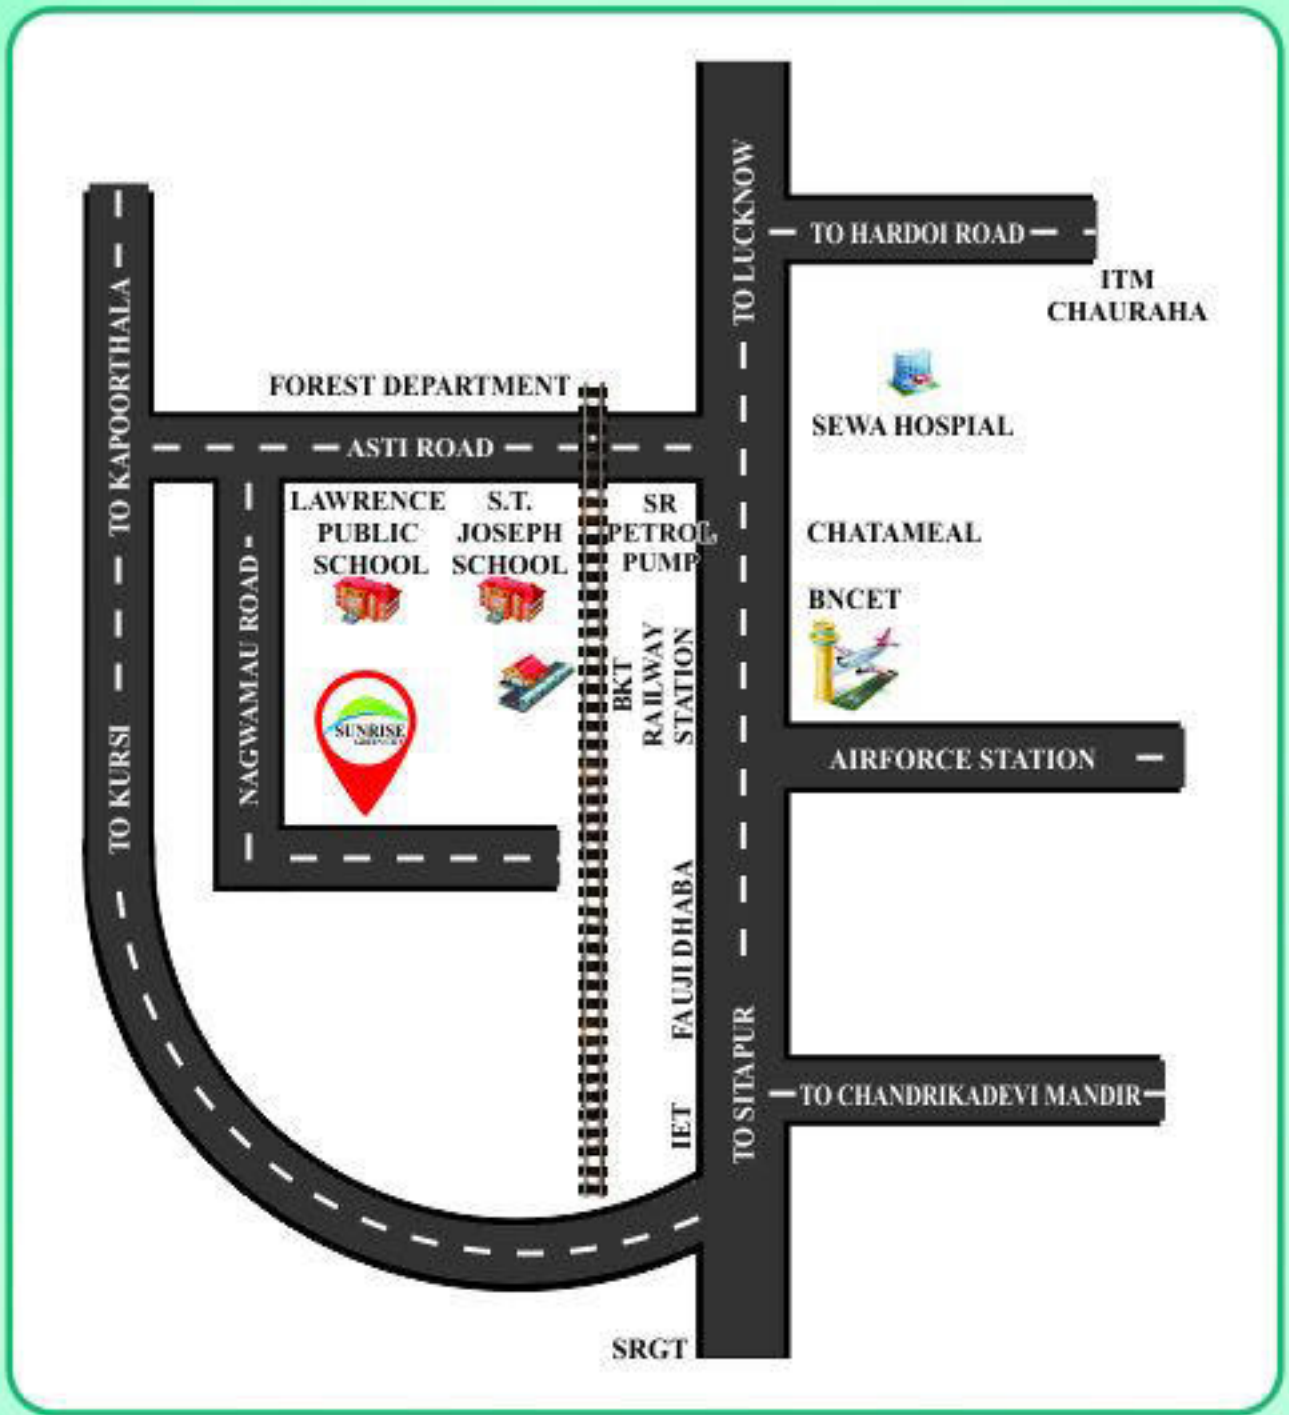 TO LUCKNOW
TO HARDOI ROAD
ITM
CHAURAHA
TO KAPOORTHALA
FOREST DEPARTMENT
SEWA HOSPIAL
ASTI ROAD
LAWRENCE
PUBLIC
SCHOOL
S.T.
JOSEPH
SCHOOL
SR
PETROL
PUMP
CHATAMEAL
BNCET
NAGWAMAU ROAD
BKT
RAILWAY
STATION
SUNRISE
TO KURSI
AIRFORCE STATION
FAUJI DHABA
TO SITAPUR
TO CHANDRIKADEVI MANDIR
IET
SRGT